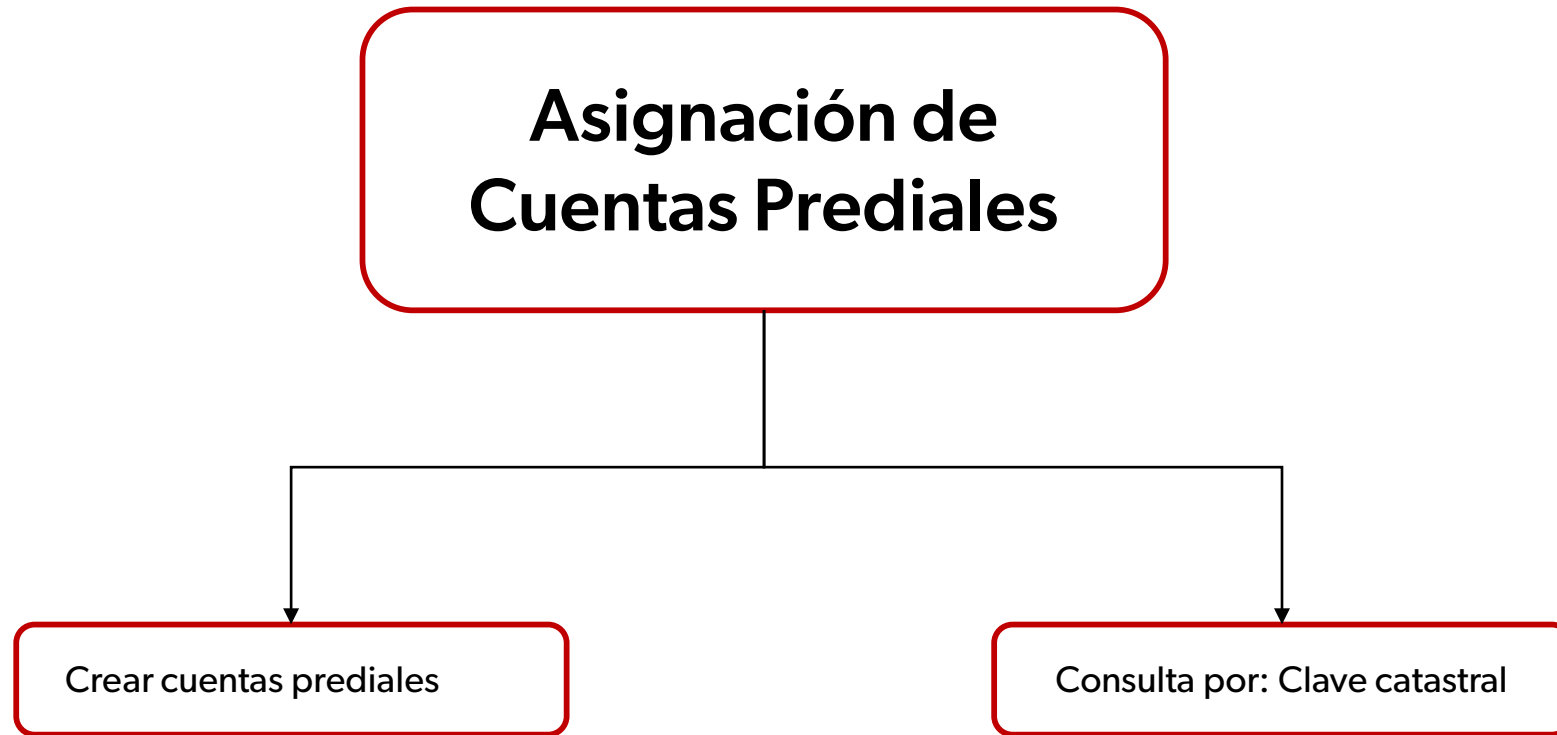 Asignación de
Cuentas Prediales
Crear cuentas prediales
Consulta por: Clave catastral